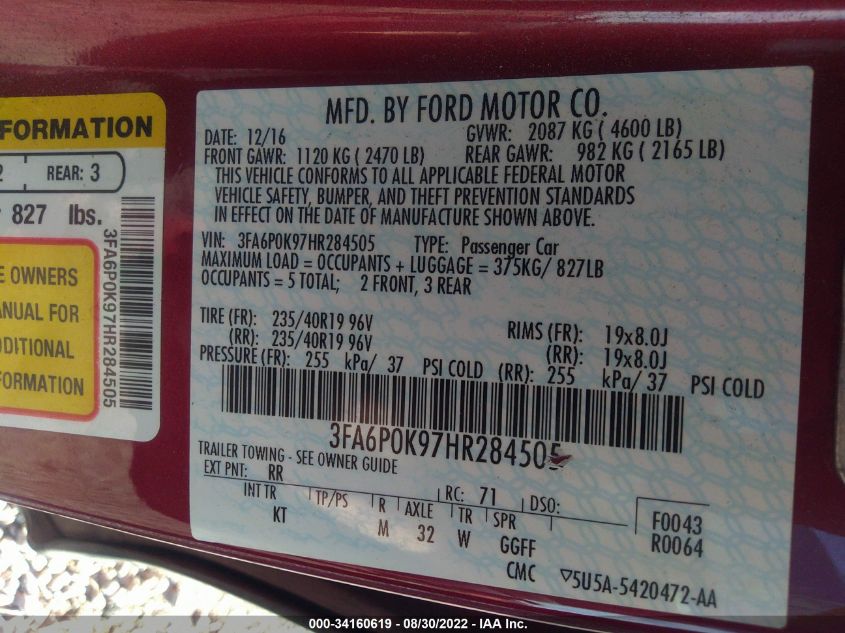 FORMATION
REAR: 3
827 lbs.
E OWNERS
ANUAL FOR
DDITIONAL
FORMATION
3FA6P0K97HR284505
MFD. BY FORD MOTOR CO.
DATE: 12/16 GVWR: 2087 KG ( 4600 LB)
FRONT GAWR: 1120 KG ( 2470 LB) REAR GAWR: 982 KG ( 2165 LB)
THIS VEHICLE CONFORMS TO ALL APPLICABLE FEDERAL MOTOR
VEHICLE SAFETY, BUMPER, AND THEFT PREVENTION STANDARDS
IN EFFECT ON THE DATE OF MANUFACTURE SHOWN ABOVE.
VIN: 3FA6P0K97HR284505 TYPE: Passenger Car
MAXIMUM LOAD = OCCUPANTS + LUGGAGE = 375KG/ 827LB
OCCUPANTS = 5 TOTAL; 2 FRONT, 3 REAR
TIRE (FR): 235/40R19 96V RIMS (FR): 19x8.0J
(RR): 235/40R19 96V (RR): 19x8.0J
PRESSURE (FR): 255 kPa/ 37 PSI COLD (RR): 255 kPa/ 37 PSI COLD
3FA6P0K97HR284505
TRAILER TOWING - SEE OWNER GUIDE
EXT PNT: RR RC: 71 DSO: F0043
INT TR TP/PS R AXLE TR SPR R0064
KT M 32 W GGFF
CMC ▽5U5A-5420472-AA
000-34160619 - 08/30/2022 - IAA Inc.